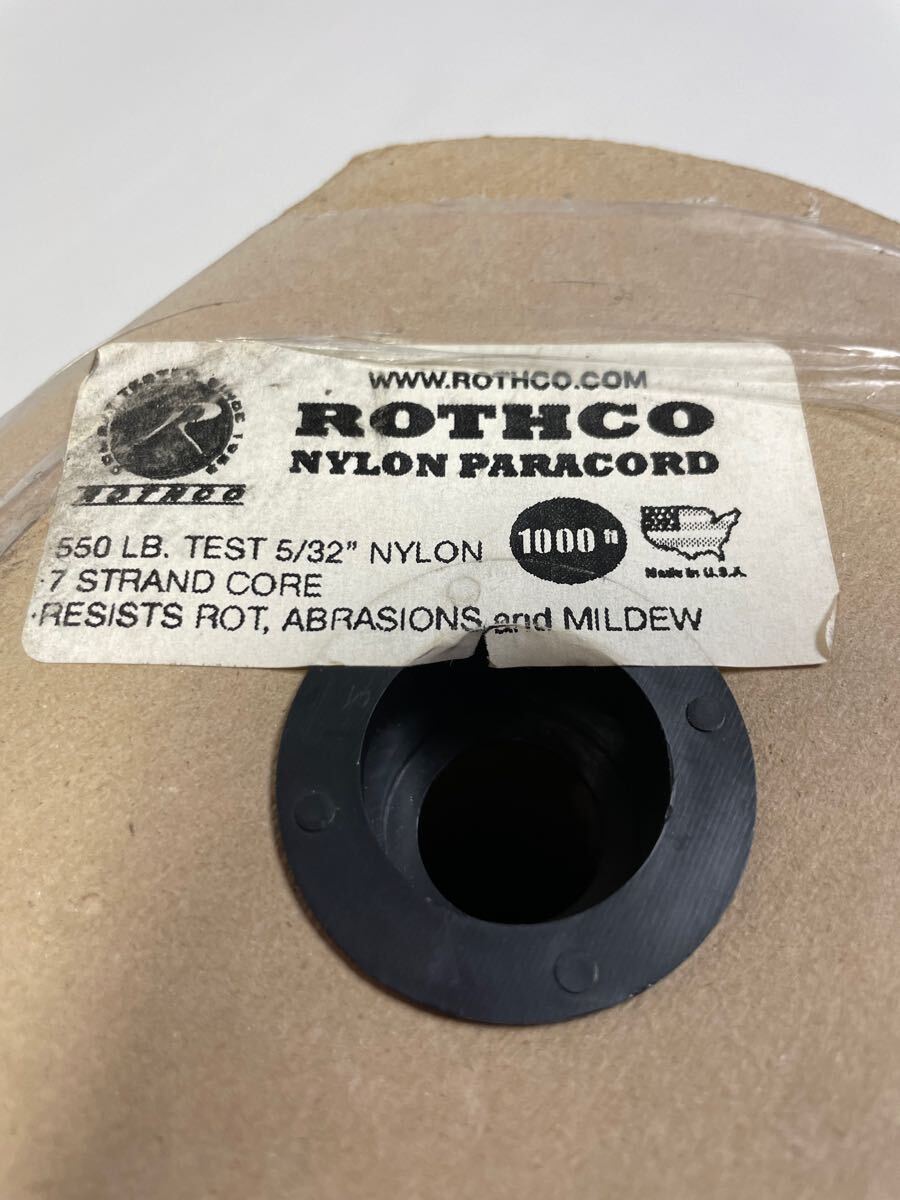 WWW.ROTHCO.COM
ROTHCO
NYLON PARACORD
ROTHCO
1000 ft
Made in U.S.A.
550 LB. TEST 5/32" NYLON
·7 STRAND CORE
·RESISTS ROT, ABRASIONS and MILDEW